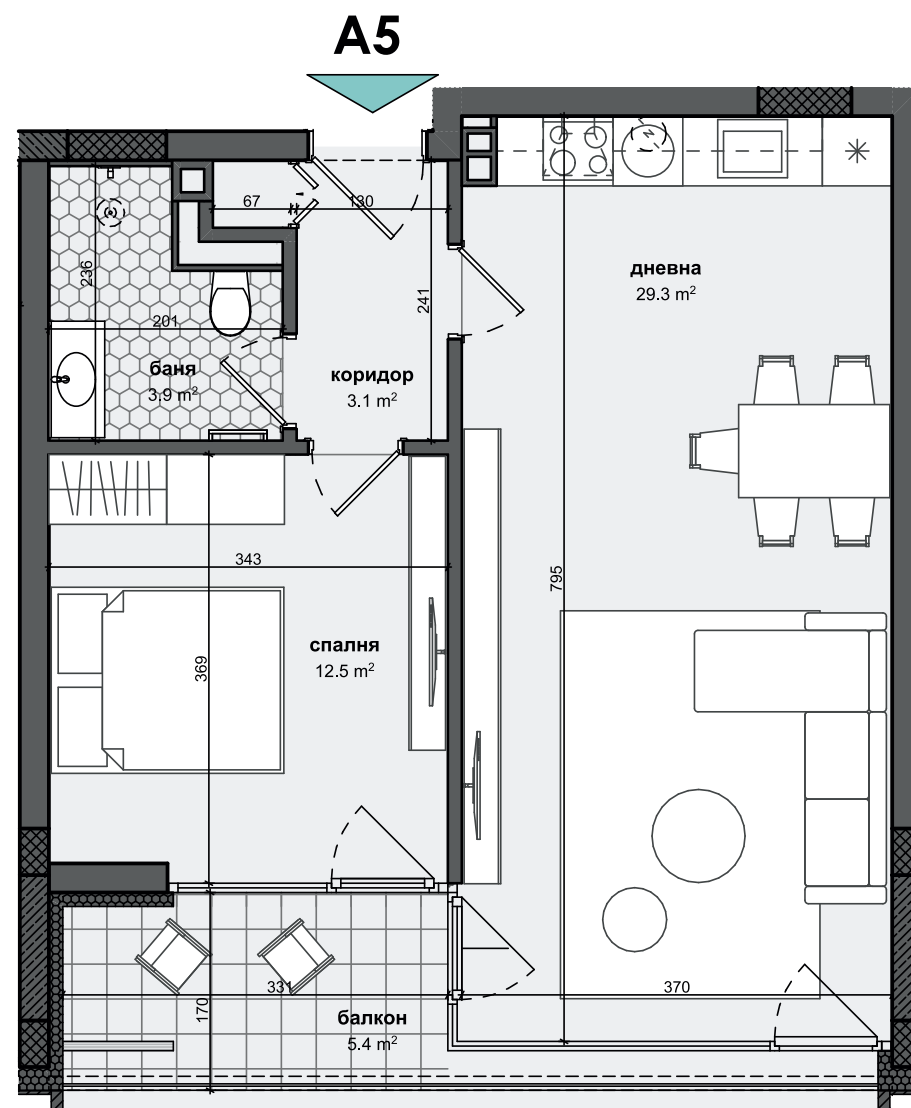 A5
67
130
дневна
29.3 m²
236
241
201
баня
3.9 m²
коридор
3.1 m²
343
795
спалня
12.5 m²
369
331
370
170
балкон
5.4 m²